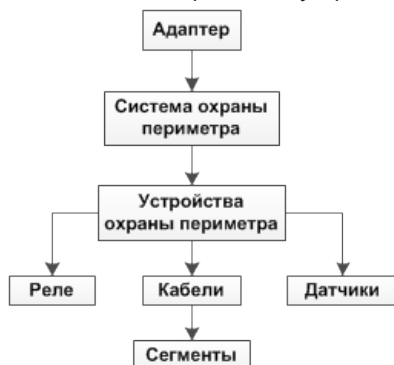 Адаптер
Система охраны
периметра
Устройства
охраны периметра
Реле
Кабели
Датчики
Сегменты